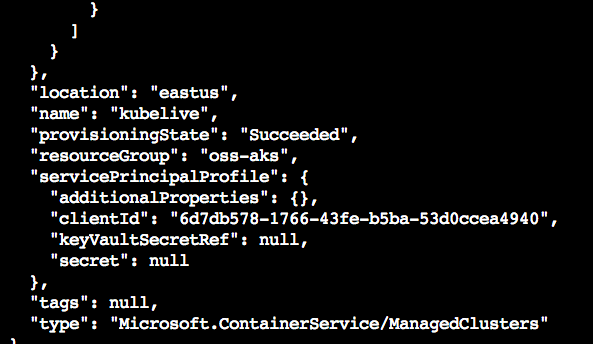 }
]
}
},
"location": "eastus",
"name": "kubelive",
"provisioningState": "Succeeded",
"resourceGroup": "oss-aks",
"servicePrincipalProfile": {
"additionalProperties": {},
"clientId": "6d7db578-1766-43fe-b5ba-53d0ccea4940",
"keyVaultSecretRef": null,
"secret": null
},
"tags": null,
"type": "Microsoft.ContainerService/ManagedClusters"
}